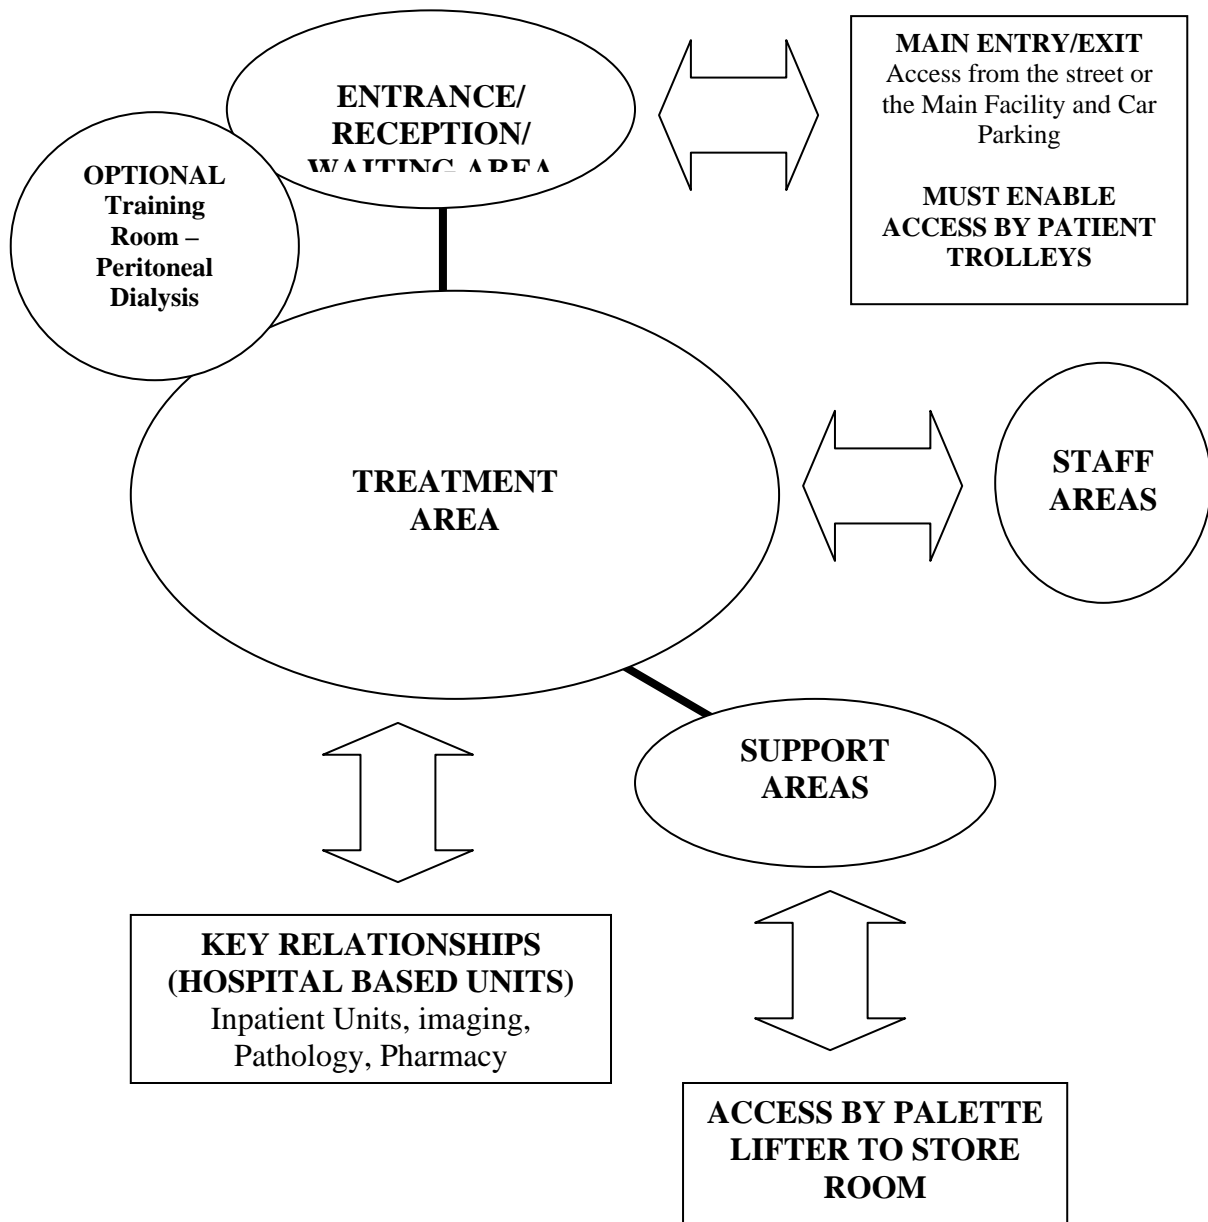 ENTRANCE/
RECEPTION/
WAITING AREA
MAIN ENTRY/EXIT
Access from the street or
the Main Facility and Car
Parking
MUST ENABLE
ACCESS BY PATIENT
TROLLEYS
OPTIONAL
Training
Room –
Peritoneal
Dialysis
TREATMENT
AREA
STAFF
AREAS
SUPPORT
AREAS
KEY RELATIONSHIPS
(HOSPITAL BASED UNITS)
Inpatient Units, imaging,
Pathology, Pharmacy
ACCESS BY PALETTE
LIFTER TO STORE
ROOM